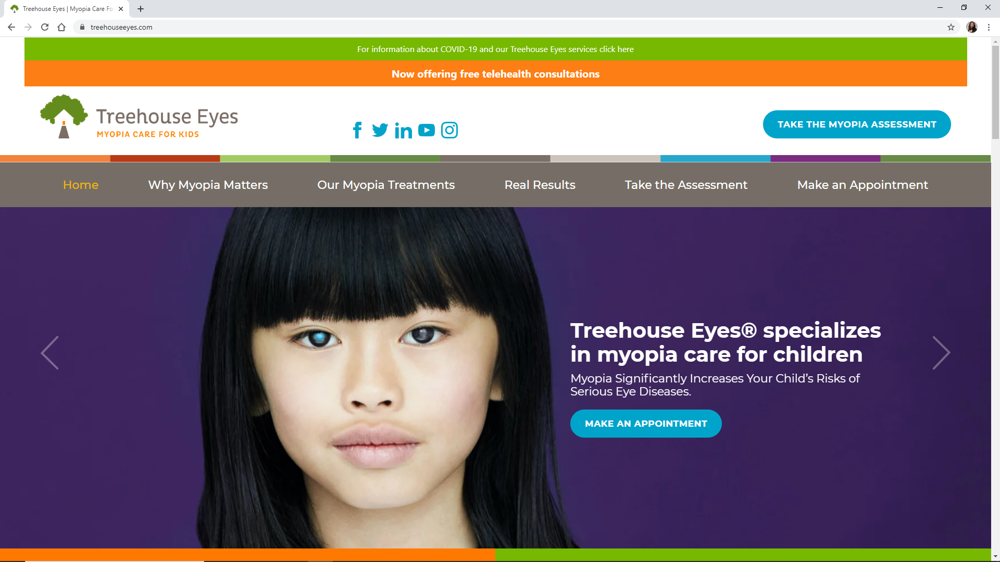 Treehouse Eyes | Myopia Care Fo
treehouseeyes.com
For information about COVID-19 and our Treehouse Eyes services click here
Now offering free telehealth consultations
Treehouse Eyes
MYOPIA CARE FOR KIDS
TAKE THE MYOPIA ASSESSMENT
Home
Why Myopia Matters
Our Myopia Treatments
Real Results
Take the Assessment
Make an Appointment
Treehouse Eyes® specializes
in myopia care for children
Myopia Significantly Increases Your Child’s Risks of
Serious Eye Diseases.
MAKE AN APPOINTMENT